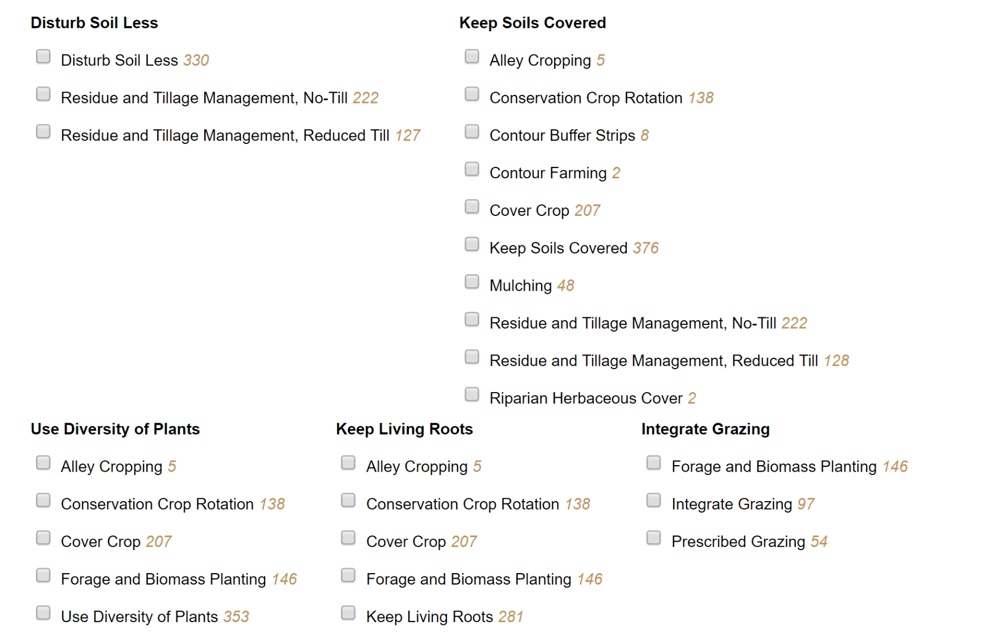 Disturb Soil Less
Disturb Soil Less 330
Residue and Tillage Management, No-Till 222
Residue and Tillage Management, Reduced Till 127
Keep Soils Covered
Alley Cropping 5
Conservation Crop Rotation 138
Contour Buffer Strips 8
Contour Farming 2
Cover Crop 207
Keep Soils Covered 376
Mulching 48
Residue and Tillage Management, No-Till 222
Residue and Tillage Management, Reduced Till 128
Riparian Herbaceous Cover 2
Use Diversity of Plants
Alley Cropping 5
Conservation Crop Rotation 138
Cover Crop 207
Forage and Biomass Planting 146
Use Diversity of Plants 353
Keep Living Roots
Alley Cropping 5
Conservation Crop Rotation 138
Cover Crop 207
Forage and Biomass Planting 146
Keep Living Roots 281
Integrate Grazing
Forage and Biomass Planting 146
Integrate Grazing 97
Prescribed Grazing 54